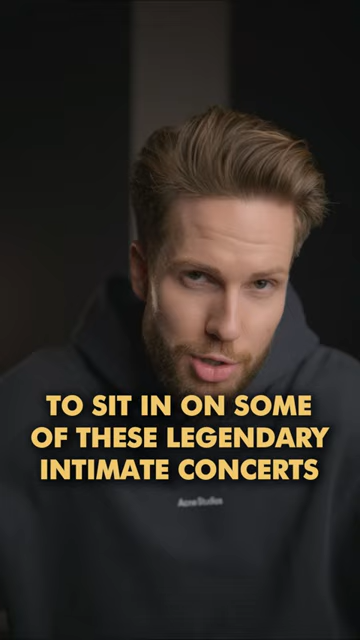 TO SIT IN ON SOME
OF THESE LEGENDARY
INTIMATE CONCERTS
Acne Studios